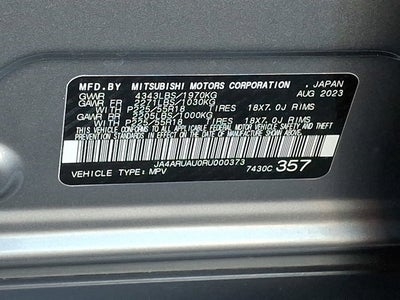 MFD.BY MITSUBISHI MOTORS CORPORATION , JAPAN
GVWR 4343LBS/1970KG AUG 2023
GAWR FR 2271LBS/1030KG
WITH P225/55R18 TIRES 18X7.0J RIMS
GAWR RR 2205LBS/1000KG
WITH P225/55R18 TIRES 18X7.0J RIMS
THIS VEHICLE CONFORMS TO ALL APPLICABLE FEDERAL MOTOR VEHICLE SAFETY
AND THEFT PREVENTION STANDARDS IN EFFECT ON THE DATE OF MANUFACTURE SHOWN ABOVE.
JA4ARUAU0RU000373
VEHICLE TYPE: MPV 7430C 357